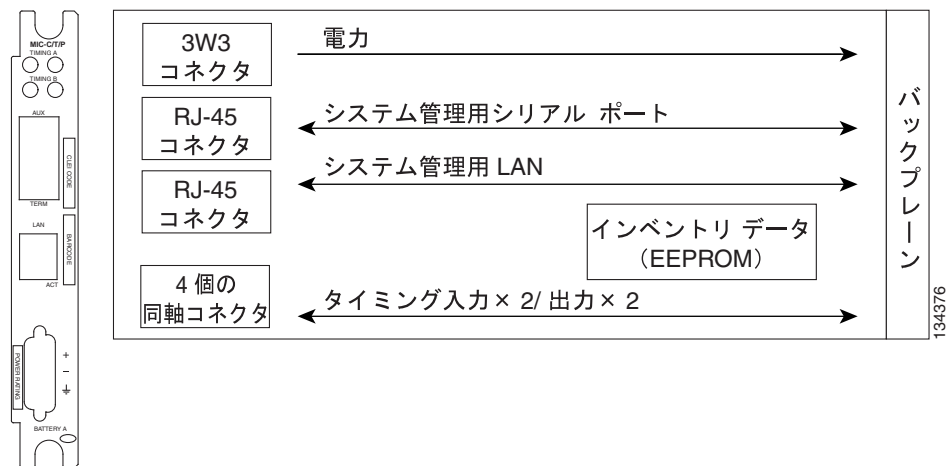 MIC-C/T/P
TIMING A
TIMING B
AUX
CLEI CODE
TERM
LAN
BARCODE
ACT
POWER RATING
+
−
BATTERY A
3W3
コネクタ
電力
RJ-45
コネクタ
システム管理用シリアル ポート
RJ-45
コネクタ
システム管理用 LAN
インベントリ データ
(EEPROM)
4 個の
同軸コネクタ
タイミング入力× 2/ 出力× 2
バックプレーン
134376